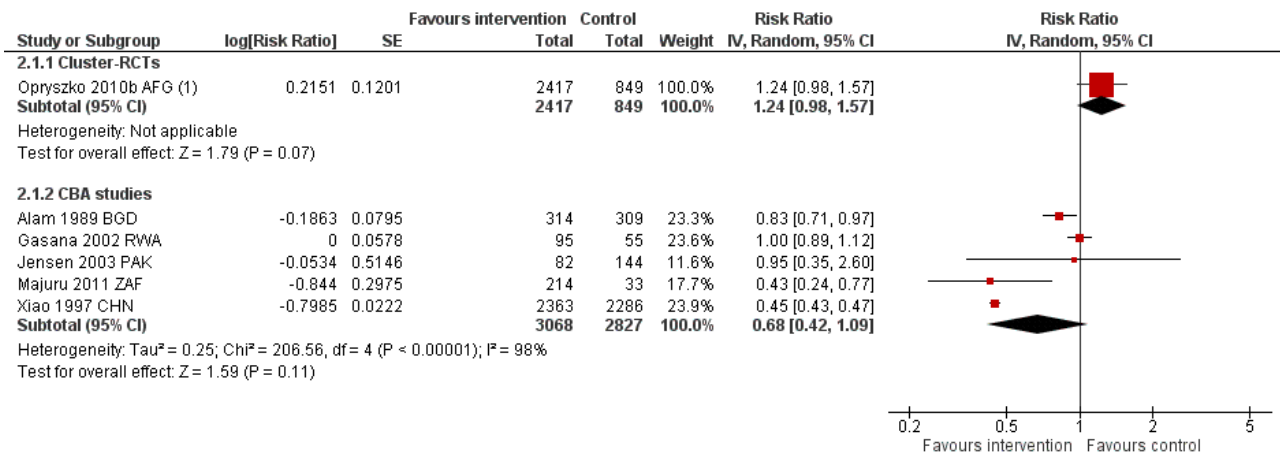 Favours intervention Control Risk Ratio Risk Ratio
Study or Subgroup log[Risk Ratio] SE Total Total Weight IV, Random, 95% CI IV, Random, 95% CI
2.1.1 Cluster-RCTs
Opryszko 2010b AFG (1) 0.2151 0.1201 2417 849 100.0% 1.24 [0.98, 1.57]
Subtotal (95% CI) 2417 849 100.0% 1.24 [0.98, 1.57]
Heterogeneity: Not applicable
Test for overall effect: Z = 1.79 (P = 0.07)
2.1.2 CBA studies
Alam 1989 BGD -0.1863 0.0795 314 309 23.3% 0.83 [0.71, 0.97]
Gasana 2002 RWA 0 0.0578 95 55 23.6% 1.00 [0.89, 1.12]
Jensen 2003 PAK -0.0534 0.5146 82 144 11.6% 0.95 [0.35, 2.60]
Majuru 2011 ZAF -0.844 0.2975 214 33 17.7% 0.43 [0.24, 0.77]
Xiao 1997 CHN -0.7985 0.0222 2363 2286 23.9% 0.45 [0.43, 0.47]
Subtotal (95% CI) 3068 2827 100.0% 0.68 [0.42, 1.09]
Heterogeneity: Tau² = 0.25; Chi² = 206.56, df = 4 (P < 0.00001); I² = 98%
Test for overall effect: Z = 1.59 (P = 0.11)
0.2 0.5 1 2 5
Favours intervention Favours control